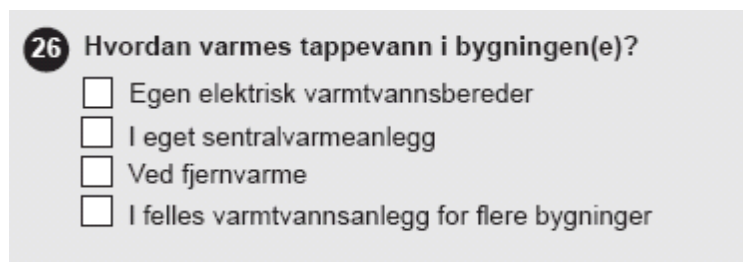 26 Hvordan varmes tappevann i bygningen(e)?
Egen elektrisk varmtvannsbereder
I eget sentralvarmeanlegg
Ved fjernvarme
I felles varmtvannsanlegg for flere bygninger